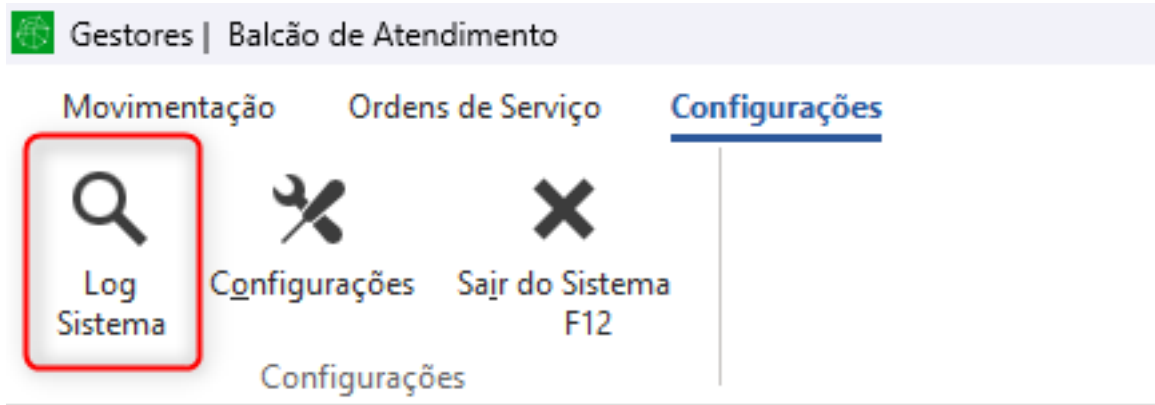 Gestores | Balcão de Atendimento
Movimentação Ordens de Serviço Configurações
Log Sistema
Configurações
Sair do Sistema F12
Configurações